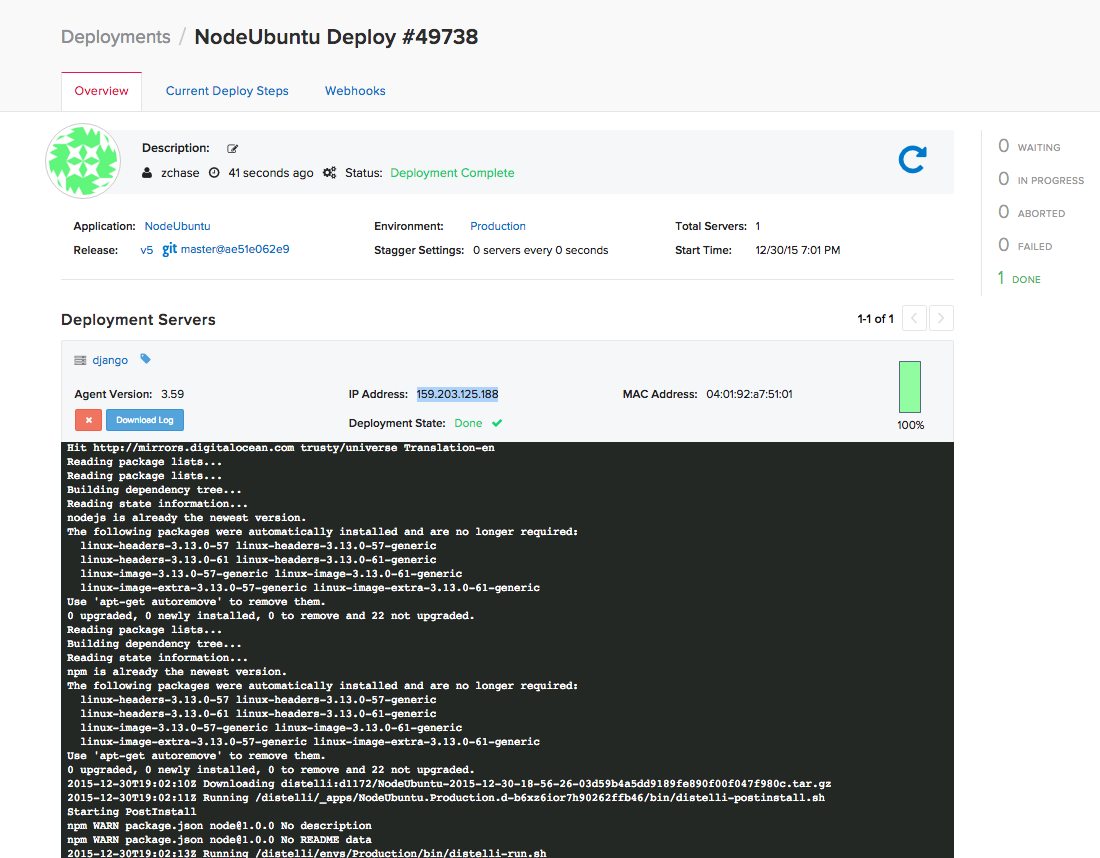 Deployments / NodeUbuntu Deploy #49738
Overview Current Deploy Steps Webhooks
Description:
zchase 41 seconds ago Status: Deployment Complete
0 WAITING
0 IN PROGRESS
0 ABORTED
0 FAILED
1 DONE
Application: NodeUbuntu Environment: Production Total Servers: 1
Release: v5 git master@ae51e062e9 Stagger Settings: 0 servers every 0 seconds Start Time: 12/30/15 7:01 PM
Deployment Servers 1-1 of 1
django
Agent Version: 3.59 IP Address: 159.203.125.188 MAC Address: 04:01:92:a7:51:01
Download Log Deployment State: Done 100%
Hit http://mirrors.digitalocean.com trusty/universe Translation-en
Reading package lists...
Reading package lists...
Building dependency tree...
Reading state information...
nodejs is already the newest version.
The following packages were automatically installed and are no longer required:
linux-headers-3.13.0-57 linux-headers-3.13.0-57-generic
linux-headers-3.13.0-61 linux-headers-3.13.0-61-generic
linux-image-3.13.0-57-generic linux-image-3.13.0-61-generic
linux-image-extra-3.13.0-57-generic linux-image-extra-3.13.0-61-generic
Use 'apt-get autoremove' to remove them.
0 upgraded, 0 newly installed, 0 to remove and 22 not upgraded.
Reading package lists...
Building dependency tree...
Reading state information...
npm is already the newest version.
The following packages were automatically installed and are no longer required:
linux-headers-3.13.0-57 linux-headers-3.13.0-57-generic
linux-headers-3.13.0-61 linux-headers-3.13.0-61-generic
linux-image-3.13.0-57-generic linux-image-3.13.0-61-generic
linux-image-extra-3.13.0-57-generic linux-image-extra-3.13.0-61-generic
Use 'apt-get autoremove' to remove them.
0 upgraded, 0 newly installed, 0 to remove and 22 not upgraded.
2015-12-30T19:02:10Z Downloading distelli:d1172/NodeUbuntu-2015-12-30-18-56-26-03d59b4a5dd9189fe890f00f047f980c.tar.gz
2015-12-30T19:02:11Z Running /distelli/_apps/NodeUbuntu.Production.d-b6xz6ior7h90262ffb46/bin/distelli-postinstall.sh
Starting PostInstall
npm WARN package.json node@1.0.0 No description
npm WARN package.json node@1.0.0 No README data
2015-12-30T19:02:13Z Running /distelli/envs/Production/bin/distelli-run.sh